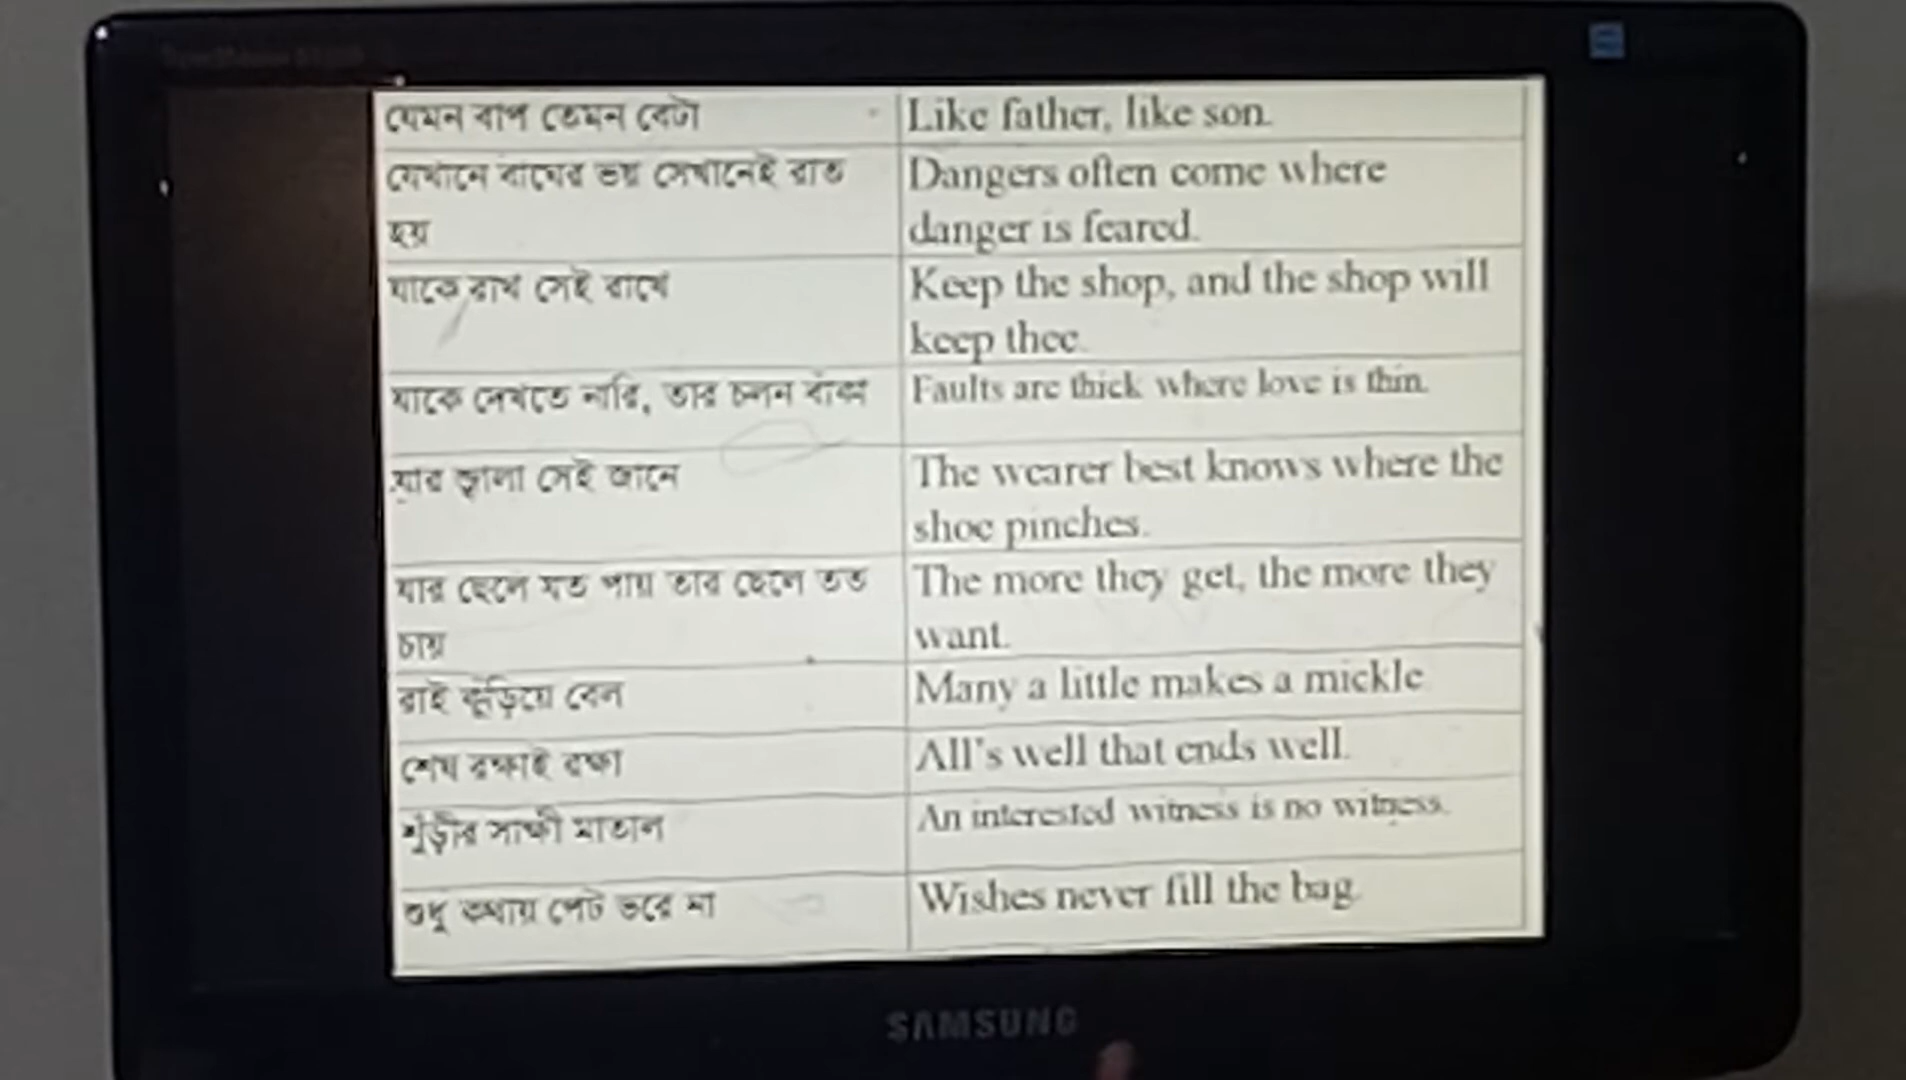 যেমন বাপ তেমন বেটা
Like father, like son.
যেখানে বাঘের ভয় সেখানেই রাত
হয়
Dangers often come where
danger is feared.
যাকে রাখ সেই রাখে
Keep the shop, and the shop will
keep thee.
যাকে দেখতে নারি, তার চলন বাঁকা
Faults are thick where love is thin.
যার জ্বালা সেই জানে
The wearer best knows where the
shoe pinches.
যার ছেলে যত পায় তার ছেলে তত
চায়
The more they get, the more they
want.
রাই কুঁড়িয়ে বেল
Many a little makes a mickle
শেষ রক্ষাই রক্ষা
All's well that ends well.
শুঁড়ীর সাক্ষী মাতাল
An interested witness is no witness.
শুধু কথায় পেট ভরে না
Wishes never fill the bag.
SAMSUNG